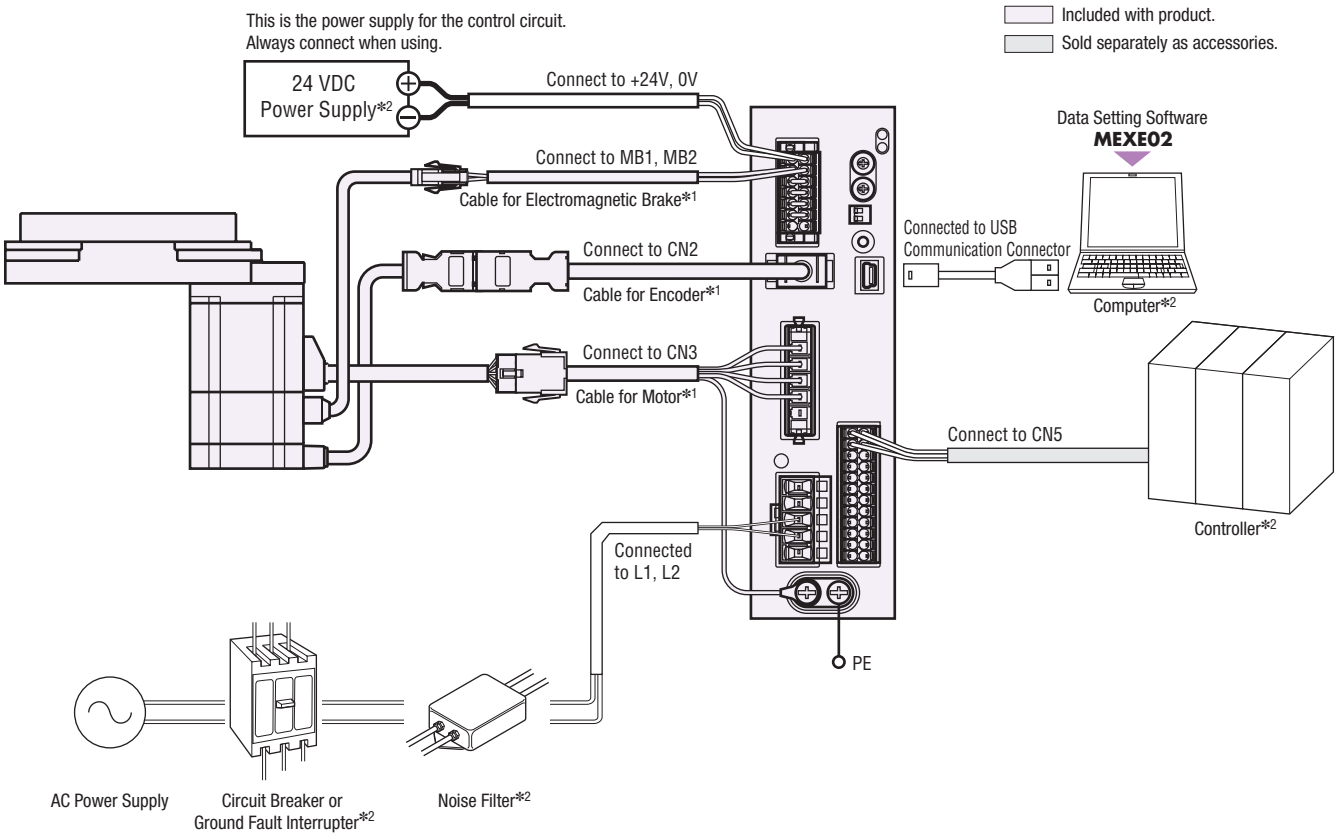 This is the power supply for the control circuit.
Always connect when using.
Included with product.
Sold separately as accessories.
24 VDC
Power Supply*2
Connect to +24V, 0V
Connect to MB1, MB2
Cable for Electromagnetic Brake*1
Connect to CN2
Cable for Encoder*1
Connect to CN3
Cable for Motor*1
Data Setting Software
MEXE02
Connected to USB
Communication Connector
Computer*2
Connect to CN5
Controller*2
Connected
to L1, L2
PE
AC Power Supply
Circuit Breaker or
Ground Fault Interrupter*2
Noise Filter*2